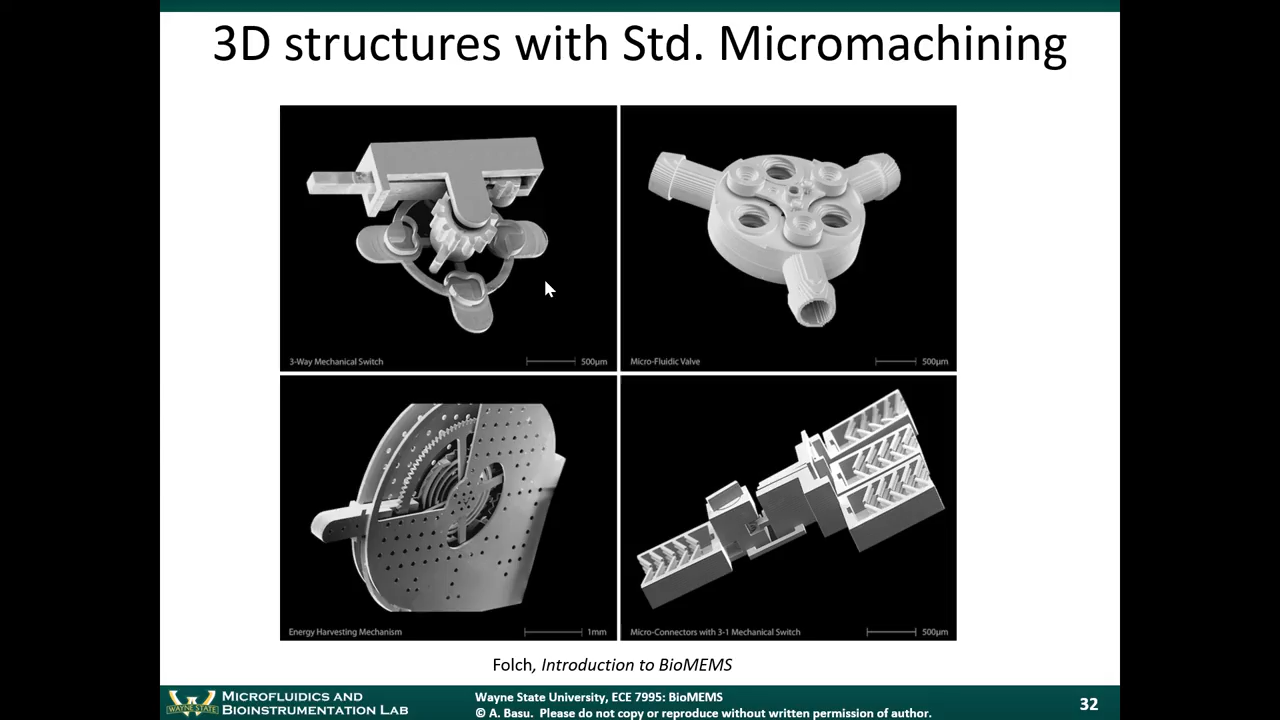 3D structures with Std. Micromachining
3-Way Mechanical Switch
500μm
Micro-Fluidic Valve
500μm
Energy Harvesting Mechanism
1mm
Micro-Connectors with 3-1 Mechanical Switch
500μm
Folch, Introduction to BioMEMS
WAYNE STATE
MICROFLUIDICS AND
BIOINSTRUMENTATION LAB
Wayne State University, ECE 7995: BioMEMS
© A. Basu. Please do not copy or reproduce without written permission of author.
32